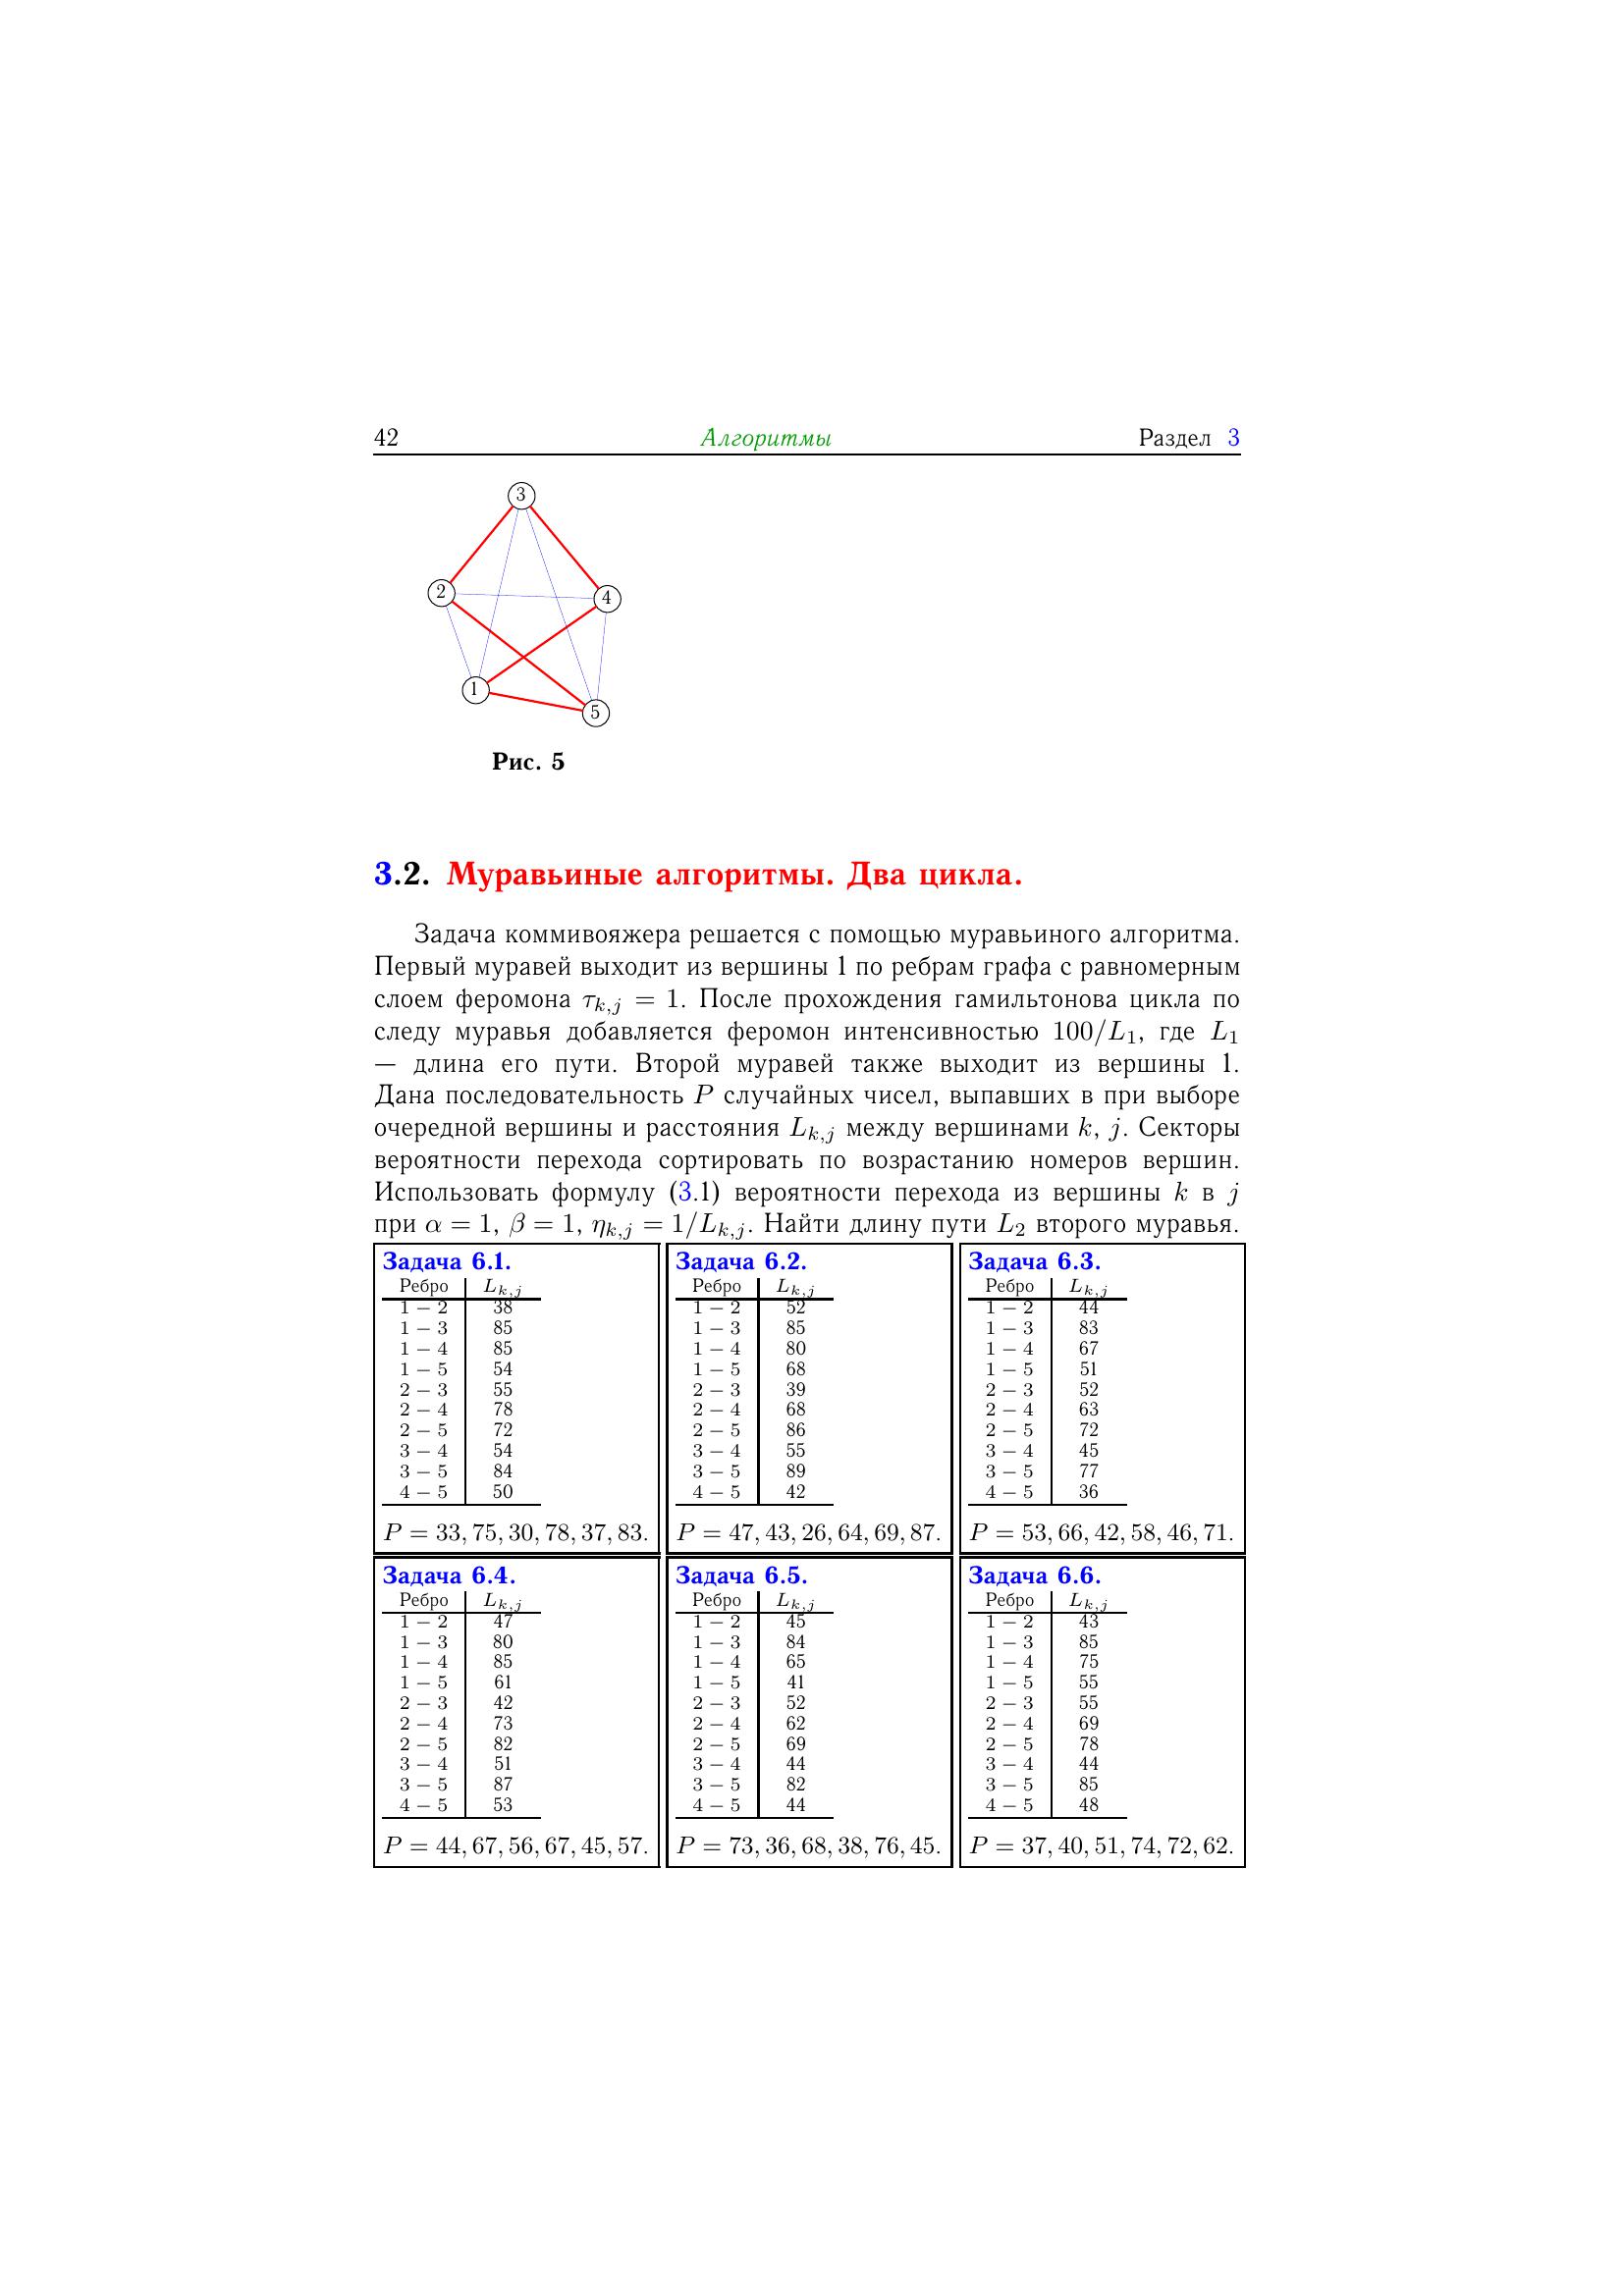 42 Алгоритмы Раздел 3
3
2
4
1
5
Рис. 5
3.2. Муравьиные алгоритмы. Два цикла.
Задача коммивояжера решается с помощью муравьиного алгоритма.
Первый муравей выходит из вершины 1 по ребрам графа с равномерным
слоем феромона τk,j = 1. После прохождения гамильтонова цикла по
следу муравья добавляется феромон интенсивностью 100/L1, где L1
— длина его пути. Второй муравей также выходит из вершины 1.
Дана последовательность P случайных чисел, выпавших в при выборе
очередной вершины и расстояния Lk,j между вершинами k, j. Секторы
вероятности перехода сортировать по возрастанию номеров вершин.
Использовать формулу (3.1) вероятности перехода из вершины k в j
при α = 1, β = 1, ηk,j = 1/Lk,j. Найти длину пути L2 второго муравья.
Задача 6.1.
Ребро Lk,j
1 − 2 38
1 − 3 85
1 − 4 85
1 − 5 54
2 − 3 55
2 − 4 78
2 − 5 72
3 − 4 54
3 − 5 84
4 − 5 50
P = 33, 75, 30, 78, 37, 83.
Задача 6.2.
Ребро Lk,j
1 − 2 52
1 − 3 85
1 − 4 80
1 − 5 68
2 − 3 39
2 − 4 68
2 − 5 86
3 − 4 55
3 − 5 89
4 − 5 42
P = 47, 43, 26, 64, 69, 87.
Задача 6.3.
Ребро Lk,j
1 − 2 44
1 − 3 83
1 − 4 67
1 − 5 51
2 − 3 52
2 − 4 63
2 − 5 72
3 − 4 45
3 − 5 77
4 − 5 36
P = 53, 66, 42, 58, 46, 71.
Задача 6.4.
Ребро Lk,j
1 − 2 47
1 − 3 80
1 − 4 85
1 − 5 61
2 − 3 42
2 − 4 73
2 − 5 82
3 − 4 51
3 − 5 87
4 − 5 53
P = 44, 67, 56, 67, 45, 57.
Задача 6.5.
Ребро Lk,j
1 − 2 45
1 − 3 84
1 − 4 65
1 − 5 41
2 − 3 52
2 − 4 62
2 − 5 69
3 − 4 44
3 − 5 82
4 − 5 44
P = 73, 36, 68, 38, 76, 45.
Задача 6.6.
Ребро Lk,j
1 − 2 43
1 − 3 85
1 − 4 75
1 − 5 55
2 − 3 55
2 − 4 69
2 − 5 78
3 − 4 44
3 − 5 85
4 − 5 48
P = 37, 40, 51, 74, 72, 62.